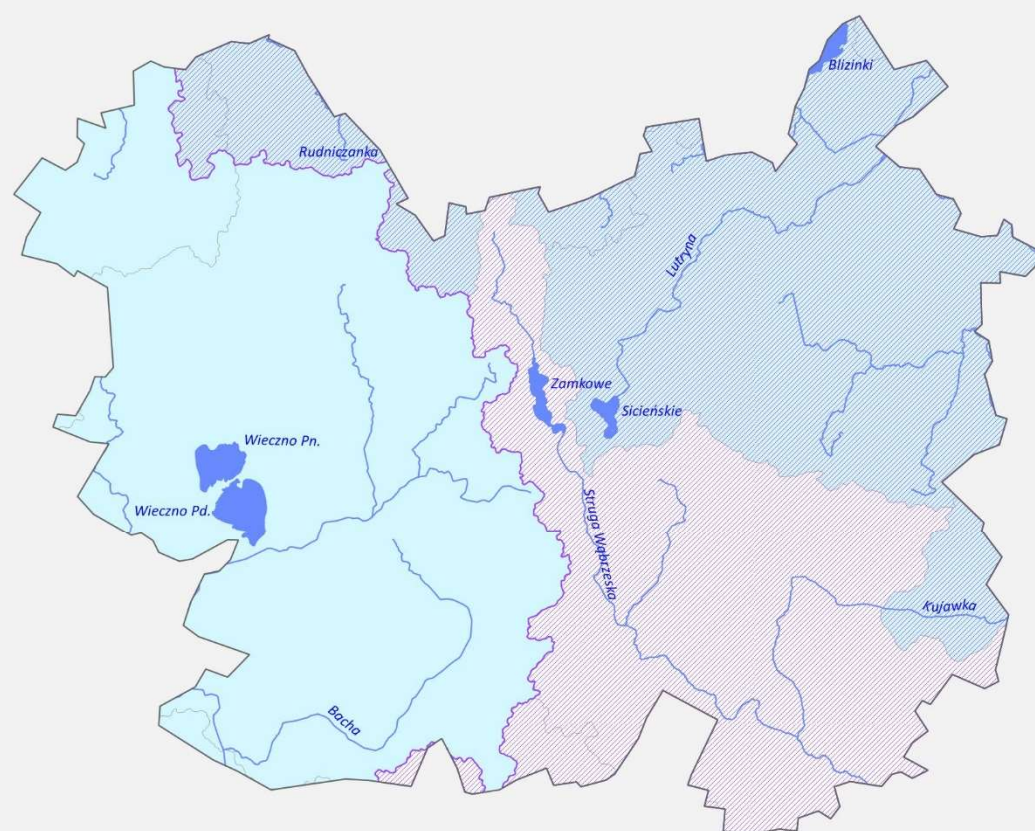 Blizinki
Rudniczanka
Lutryna
Zamkowe
Sicieńskie
Wieczno Pn.
Wieczno Pd.
Struga Wąbrzeska
Kujawka
Bacha